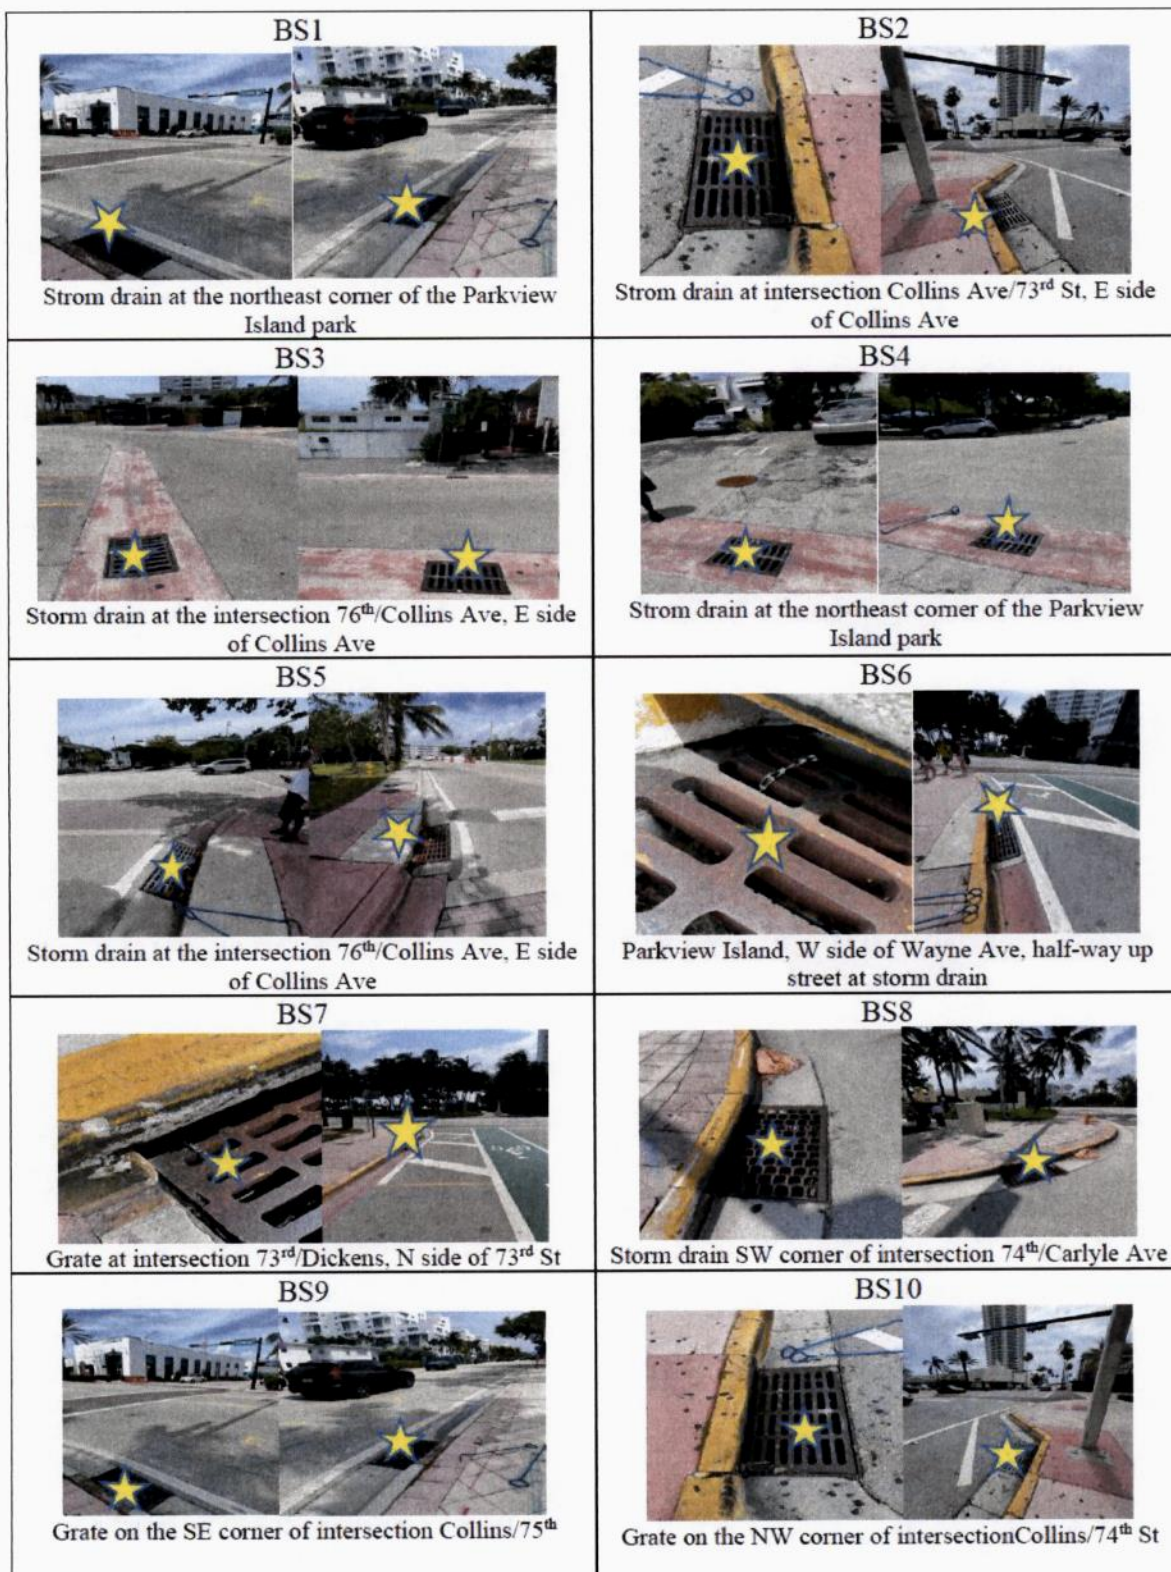 BS1
Strom drain at the northeast corner of the Parkview
Island park
BS2
Strom drain at intersection Collins Ave/73rd St, E side
of Collins Ave
BS3
Storm drain at the intersection 76th/Collins Ave, E side
of Collins Ave
BS4
Strom drain at the northeast corner of the Parkview
Island park
BS5
Storm drain at the intersection 76th/Collins Ave, E side
of Collins Ave
BS6
Parkview Island, W side of Wayne Ave, half-way up
street at storm drain
BS7
Grate at intersection 73rd/Dickens, N side of 73rd St
BS8
Storm drain SW corner of intersection 74th/Carlyle Ave
BS9
Grate on the SE corner of intersection Collins/75th
BS10
Grate on the NW corner of intersectionCollins/74th St